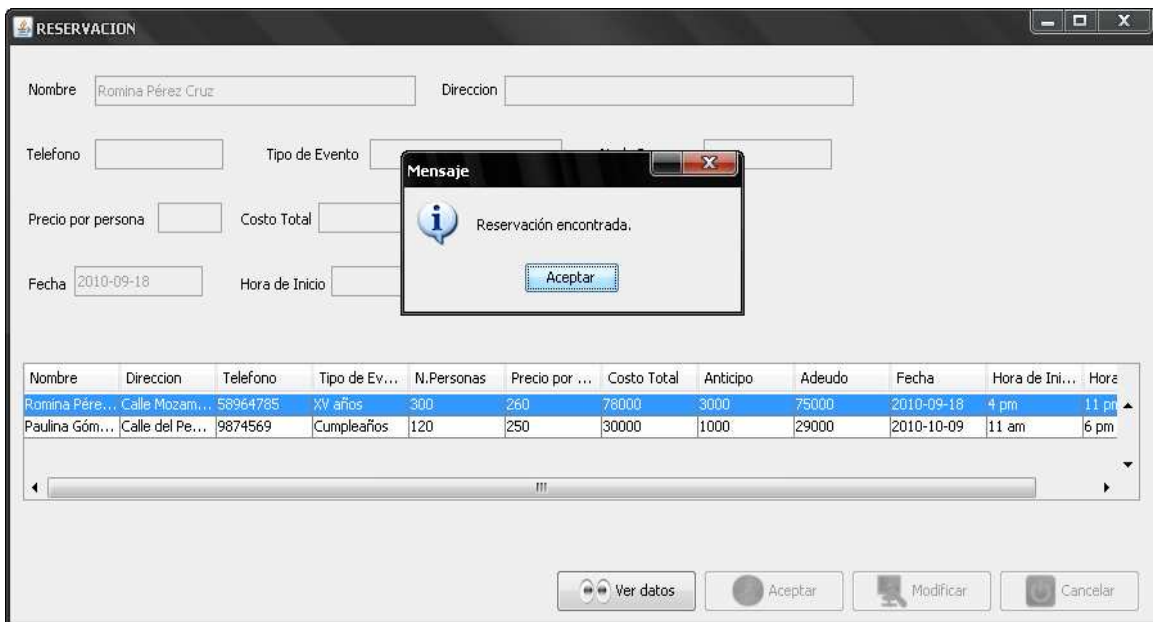 RESERVACION
Nombre Romina Pérez Cruz Direccion
Telefono Tipo de Evento
Mensaje
Reservación encontrada.
Aceptar
Precio por persona Costo Total
Fecha 2010-09-18 Hora de Inicio
Nombre Direccion Telefono Tipo de Ev... N.Personas Precio por ... Costo Total Anticipo Adeudo Fecha Hora de Ini... Hora
Romina Pére... Calle Mozam... 58964785 XV años 300 260 78000 3000 75000 2010-09-18 4 pm 11 pm
Paulina Góm... Calle del Pe... 9874569 Cumpleaños 120 250 30000 1000 29000 2010-10-09 11 am 6 pm
Ver datos Aceptar Modificar Cancelar